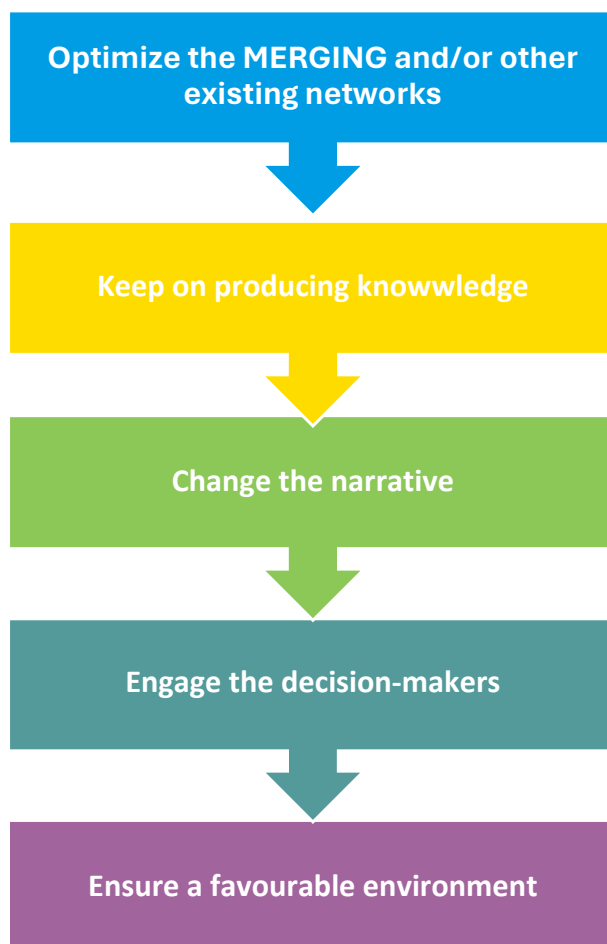 Optimize the MERGING and/or other
existing networks
Keep on producing knowwledge
Change the narrative
Engage the decision-makers
Ensure a favourable environment